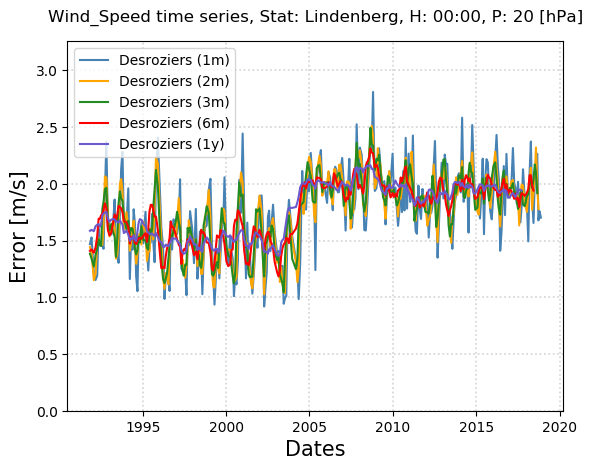 Wind_Speed time series, Stat: Lindenberg, H: 00:00, P: 20 [hPa]
Desroziers (1m)
Desroziers (2m)
Desroziers (3m)
Desroziers (6m)
Desroziers (1y)
Error [m/s]
3.0
2.5
2.0
1.5
1.0
0.5
0.0
1995 2000 2005 2010 2015 2020
Dates